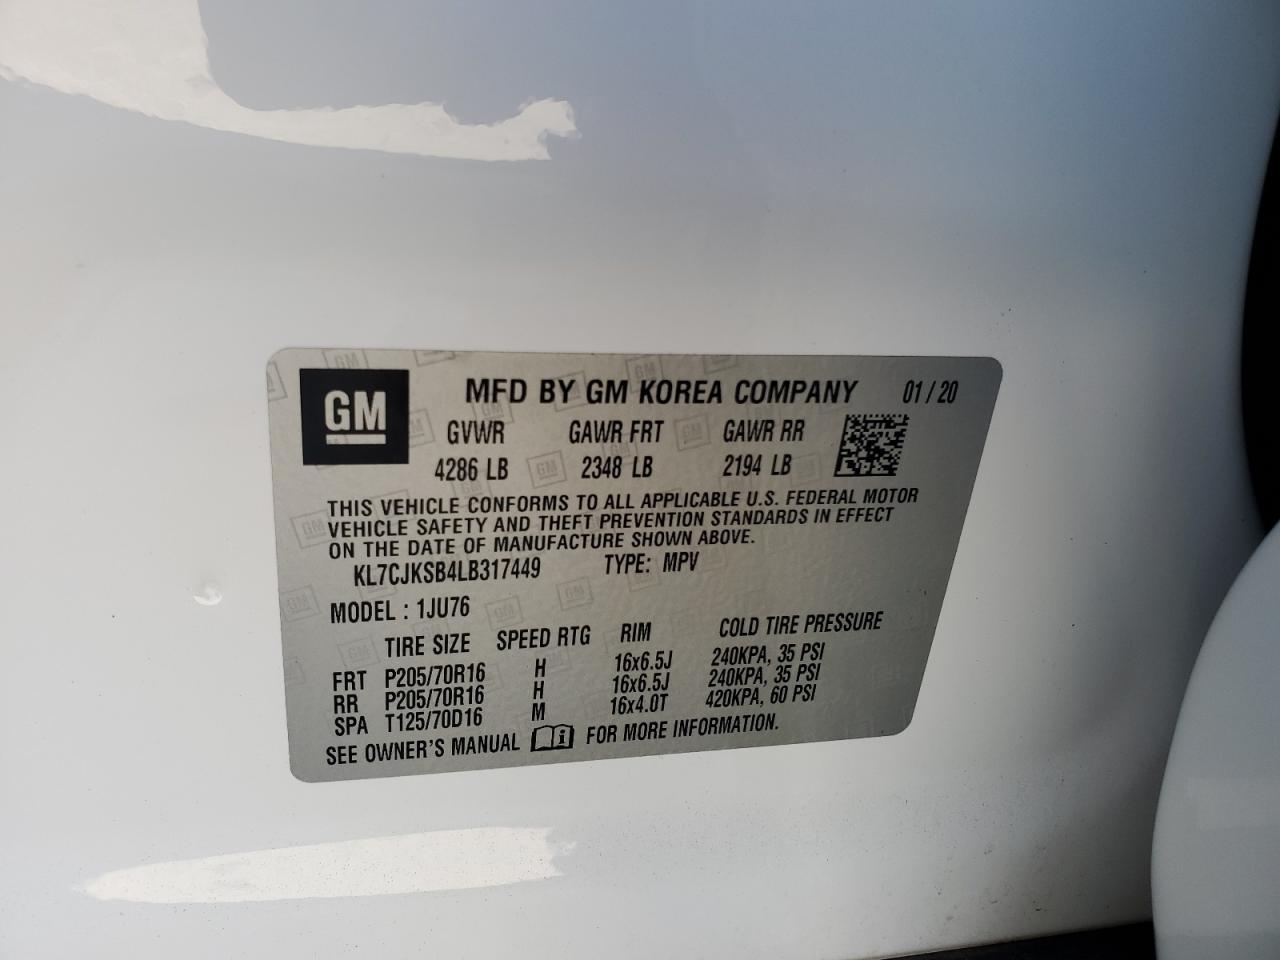 GM
MFD BY GM KOREA COMPANY 01/20
GVWR GAWR FRT GAWR RR
4286 LB 2348 LB 2194 LB
THIS VEHICLE CONFORMS TO ALL APPLICABLE U.S. FEDERAL MOTOR
VEHICLE SAFETY AND THEFT PREVENTION STANDARDS IN EFFECT
ON THE DATE OF MANUFACTURE SHOWN ABOVE.
KL7CJKSB4LB317449 TYPE: MPV
MODEL : 1JU76
TIRE SIZE SPEED RTG RIM COLD TIRE PRESSURE
FRT P205/70R16 H 16x6.5J 240KPA, 35 PSI
RR P205/70R16 H 16x6.5J 240KPA, 35 PSI
SPA T125/70D16 M 16x4.0T 420KPA, 60 PSI
SEE OWNER'S MANUAL FOR MORE INFORMATION.